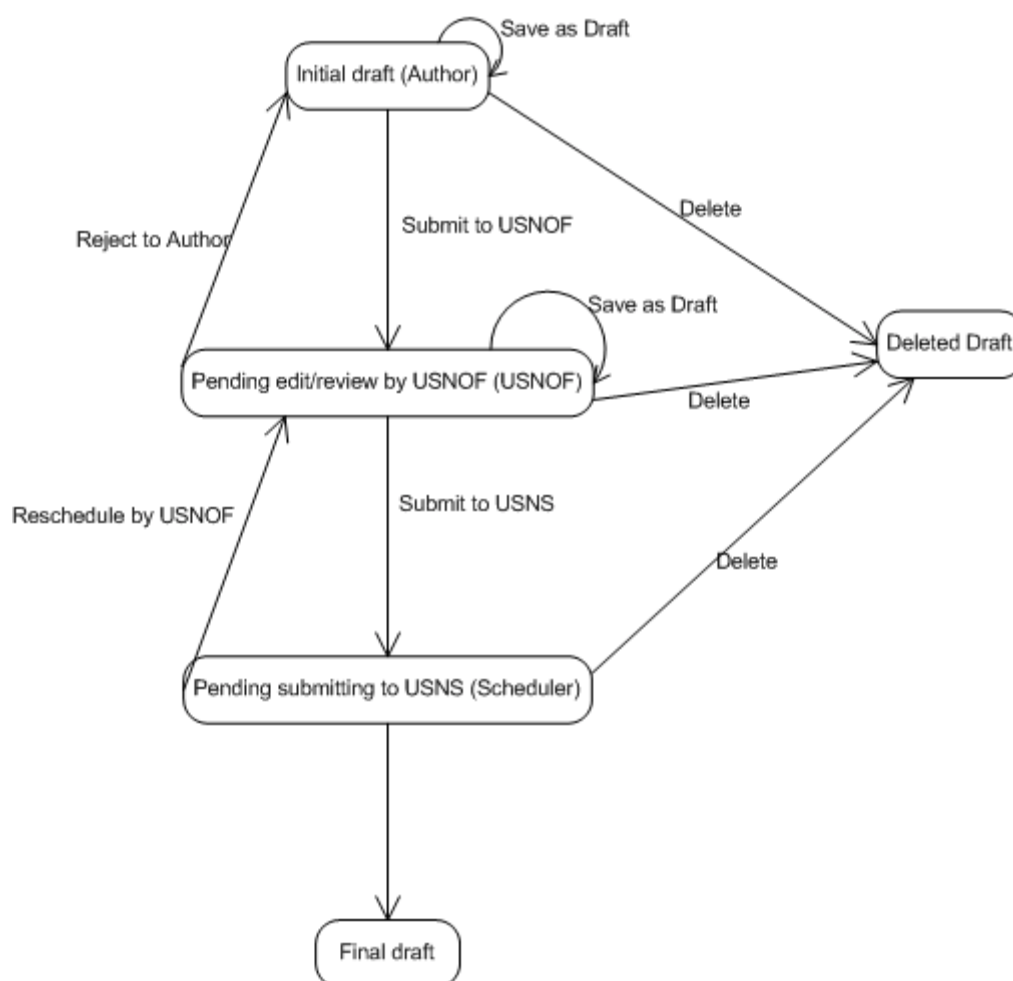 Save as Draft
Initial draft (Author)
Delete
Submit to USNOF
Reject to Author
Save as Draft
Deleted Draft
Pending edit/review by USNOF (USNOF)
Delete
Submit to USNS
Reschedule by USNOF
Delete
Pending submitting to USNS (Scheduler)
Final draft